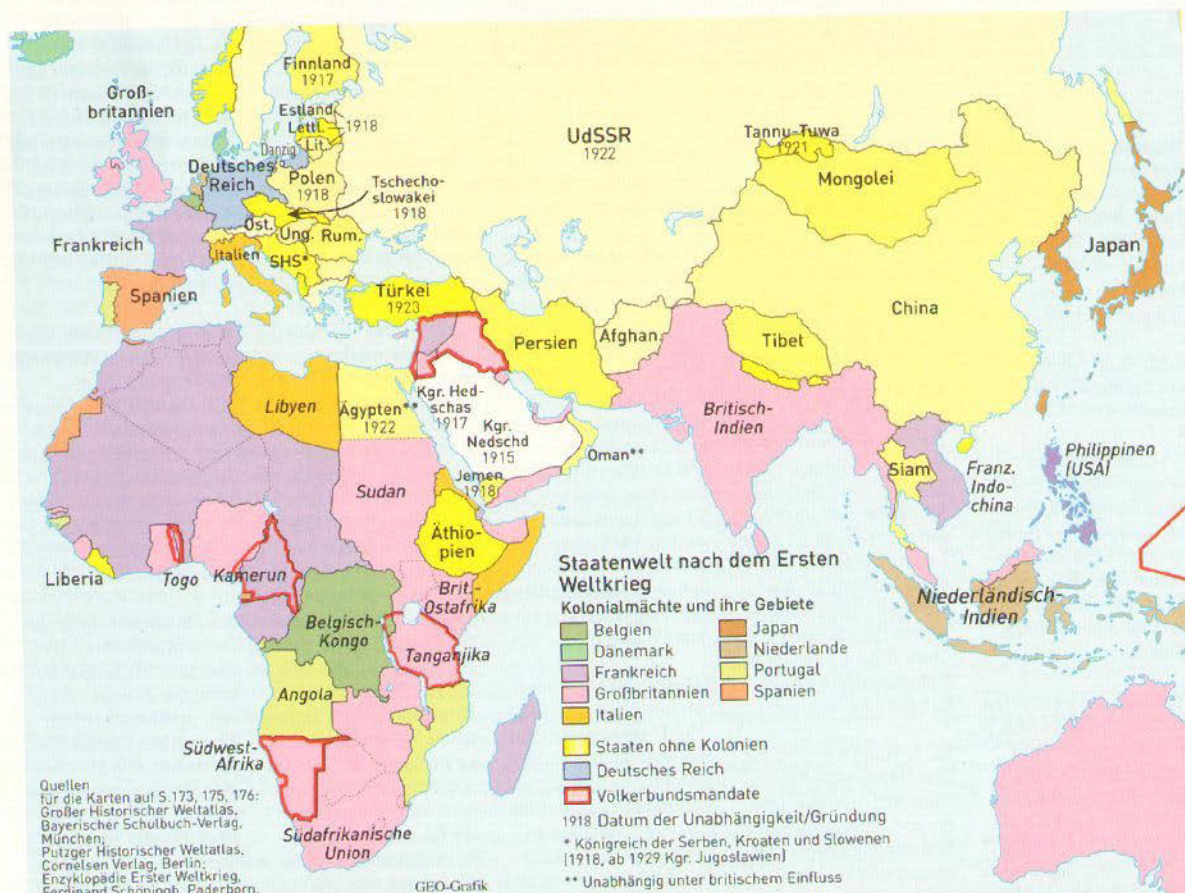 Finnland
1917
Groß-
britannien
Estland
Lettl.
1918
Lit.
Danzig
Deutsches
Reich
Polen
1918
Tschecho-
slowakei
1918
UdSSR
1922
Tannu-Tuwa
1921
Mongolei
Frankreich
Öst.
Ung.
Rum.
Italien
SHS*
Spanien
Türkei
1923
Persien
Afghan.
Tibet
China
Japan
Libyen
Ägypten**
1922
Kgr. Hed-
schas
1917
Kgr.
Nedschd
1915
Oman**
Jemen
1918
Britisch-
Indien
Siam
Franz.
Indo-
china
Philippinen
(USA)
Sudan
Äthio-
pien
Liberia
Togo
Kamerun
Brit.-
Ostafrika
Belgisch-
Kongo
Tanganjika
Niederländisch-
Indien
Angola
Südwest-
Afrika
Südafrikanische
Union
Staatenwelt nach dem Ersten
Weltkrieg
Kolonialmächte und ihre Gebiete
Belgien
Dänemark
Frankreich
Großbritannien
Italien
Japan
Niederlande
Portugal
Spanien
Staaten ohne Kolonien
Deutsches Reich
Völkerbundsmandate
1918 Datum der Unabhängigkeit/Gründung
* Königreich der Serben, Kroaten und Slowenen
(1918, ab 1929 Kgr. Jugoslawien)
** Unabhängig unter britischem Einfluss
Quellen
für die Karten auf S.173, 175, 176:
Großer Historischer Weltatlas,
Bayerischer Schulbuch-Verlag,
München;
Putzger Historischer Weltatlas,
Cornelsen Verlag, Berlin;
Enzyklopädie Erster Weltkrieg,
Ferdinand Schöningh, Paderborn.
GEO-Grafik